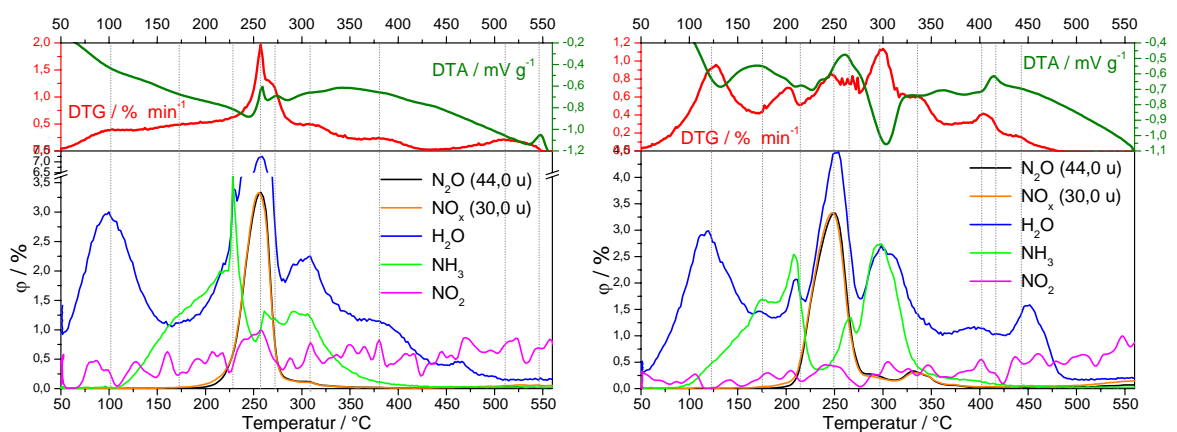 50 100 150 200 250 300 350 400 450 500 550
2,0
1,5
1,0
0,5
-0,2
-0,4
-0,6
-0,8
-1,0
-1,2
DTA / mV g⁻¹
DTG / % min⁻¹
7,0
6,5
3,5
3,0
2,5
2,0
1,5
1,0
0,5
0,0
φ / %
N₂O (44,0 u)
NOₓ (30,0 u)
H₂O
NH₃
NO₂
50 100 150 200 250 300 350 400 450 500 550
Temperatur / °C
50 100 150 200 250 300 350 400 450 500 550
1,2
1,0
0,8
0,6
0,4
0,2
-0,4
-0,5
-0,6
-0,7
-0,8
-0,9
-1,0
-1,1
DTA / mV g⁻¹
DTG / % min⁻¹
4,0
3,5
3,0
2,5
2,0
1,5
1,0
0,5
0,0
φ / %
N₂O (44,0 u)
NOₓ (30,0 u)
H₂O
NH₃
NO₂
50 100 150 200 250 300 350 400 450 500 550
Temperatur / °C